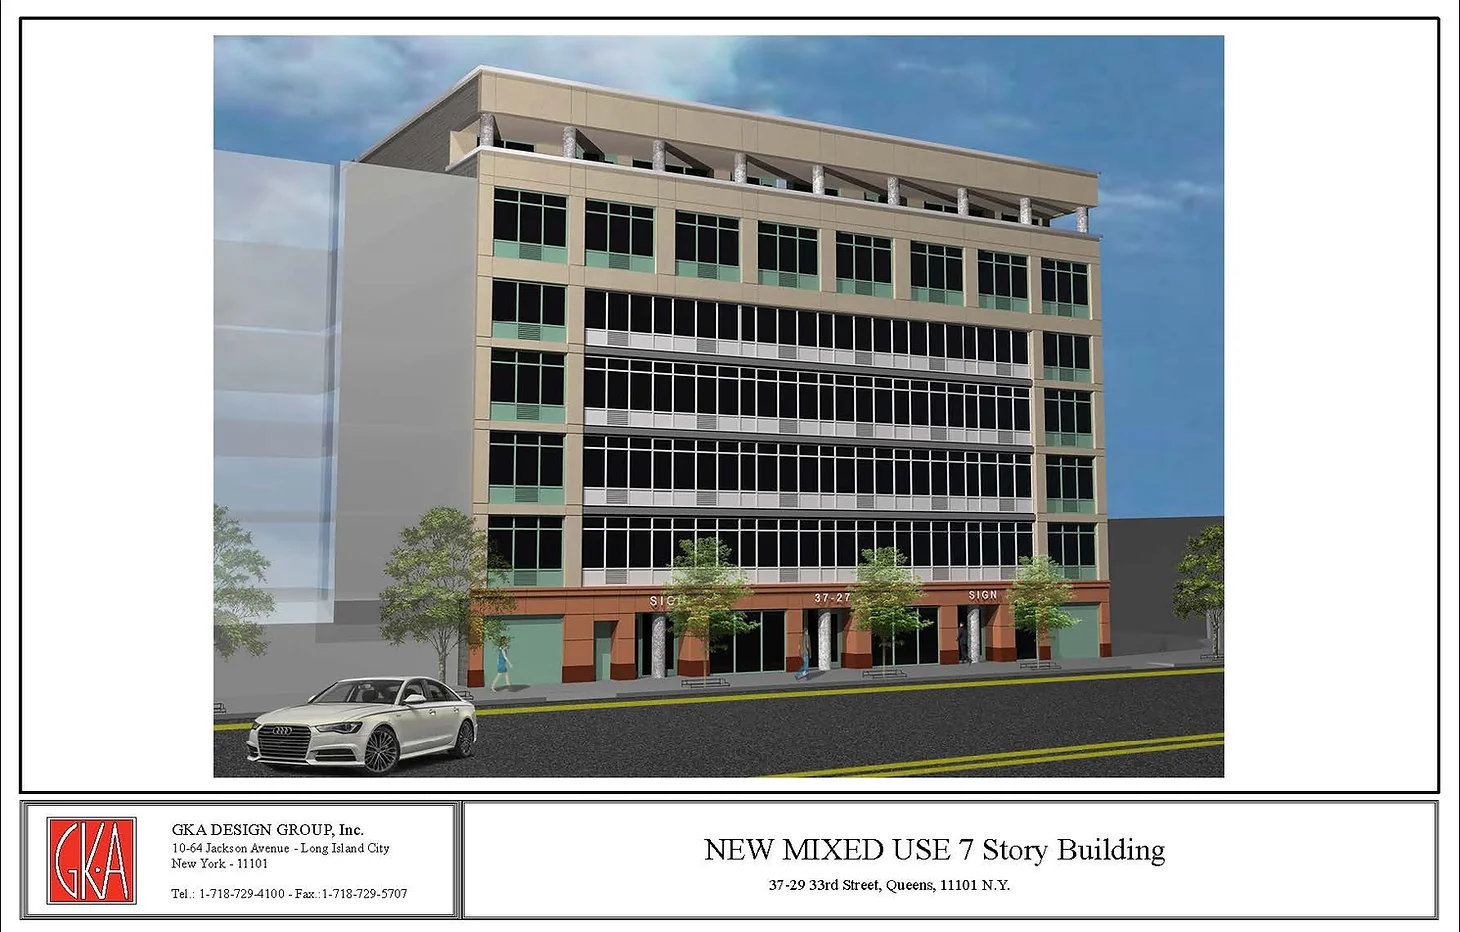 SIGN
37-27
SIGN
GKA
GKA DESIGN GROUP, Inc.
10-64 Jackson Avenue - Long Island City
New York - 11101
Tel.: 1-718-729-4100 - Fax.:1-718-729-5707
NEW MIXED USE 7 Story Building
37-29 33rd Street, Queens, 11101 N.Y.